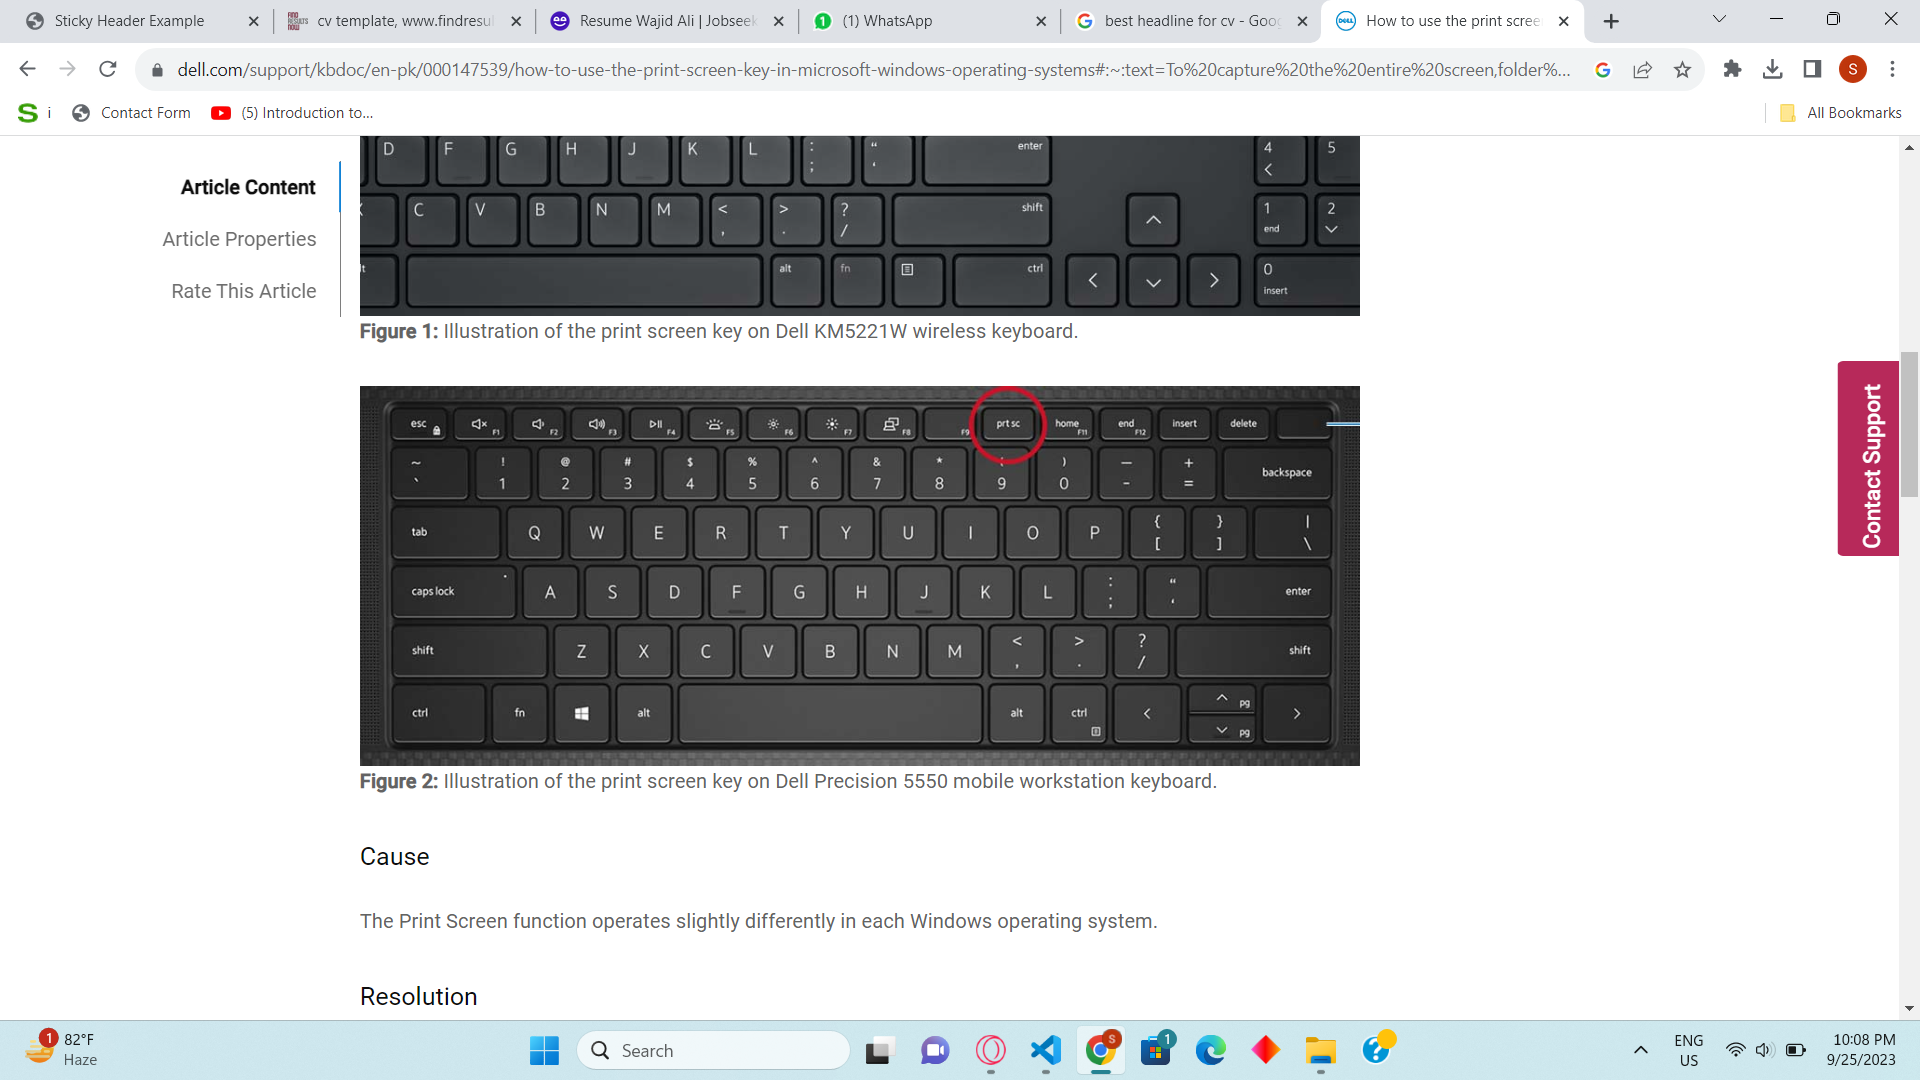 Sticky Header Example
cv template, www.findresul
Resume Wajid Ali | Jobseek
(1) WhatsApp
best headline for cv - Goog
How to use the print scree
dell.com/support/kbdoc/en-pk/000147539/how-to-use-the-print-screen-key-in-microsoft-windows-operating-systems#:~:text=To%20capture%20the%20entire%20screen,folder%...
S
i
Contact Form
(5) Introduction to...
All Bookmarks
Article Content
Article Properties
Rate This Article
D F G H J K L : ; “ ‘ enter 4 < 5
C V B N M < , > . ? / shift 1 end 2
lt alt fn ctrl 0 insert
Figure 1: Illustration of the print screen key on Dell KM5221W wireless keyboard.
esc F1 F2 F3 F4 F5 F6 F7 F8 F9 prt sc home F11 end F12 insert delete
~ ` ! 1 @ 2 # 3 $ 4 % 5 ^ 6 & 7 * 8 ( 9 ) 0 — - + = backspace
tab Q W E R T Y U I O P { [ } ] | \
caps lock A S D F G H J K L : ; “ ‘ enter
shift Z X C V B N M < , > . ? / shift
ctrl fn alt alt ctrl < pg pg >
Figure 2: Illustration of the print screen key on Dell Precision 5550 mobile workstation keyboard.
Cause
The Print Screen function operates slightly differently in each Windows operating system.
Resolution
Contact Support
1
82°F
Haze
Search
S
1
ENG
US
10:08 PM
9/25/2023